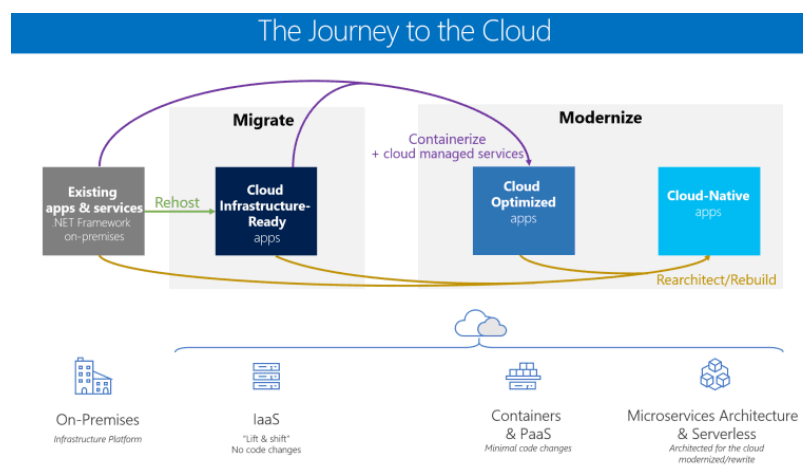 The Journey to the Cloud
Migrate
Modernize
Containerize
+ cloud managed services
Existing
apps & services
.NET Framework
on-premises
Rehost
Cloud
Infrastructure-
Ready
apps
Cloud
Optimized
apps
Cloud-Native
apps
Rearchitect/Rebuild
On-Premises
Infrastructure Platform
IaaS
"Lift & shift"
No code changes
Containers
& PaaS
Minimal code changes
Microservices Architecture
& Serverless
Architected for the cloud
modernized/rewrite